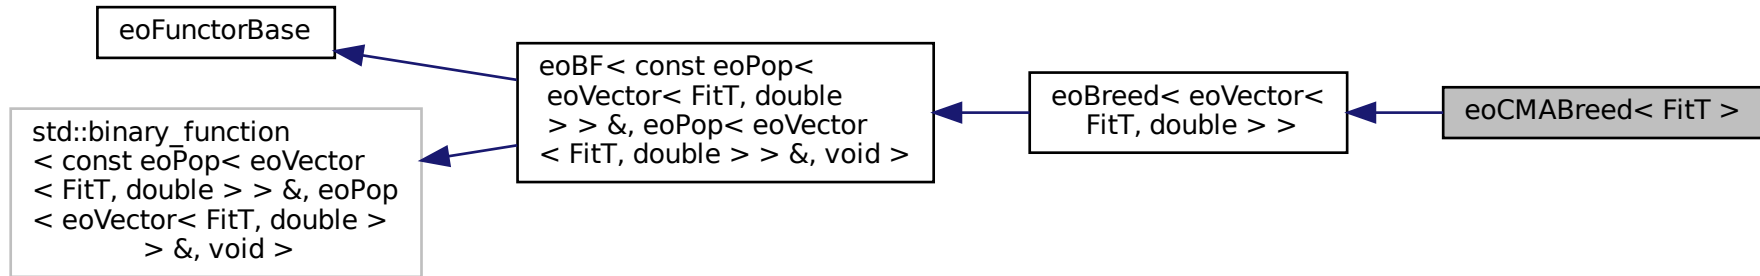 eoFunctorBase
std::binary_function
< const eoPop< eoVector
< FitT, double > > &, eoPop
< eoVector< FitT, double >
> &, void >
eoBF< const eoPop<
eoVector< FitT, double
> > &, eoPop< eoVector
< FitT, double > > &, void >
eoBreed< eoVector<
FitT, double > >
eoCMABreed< FitT >